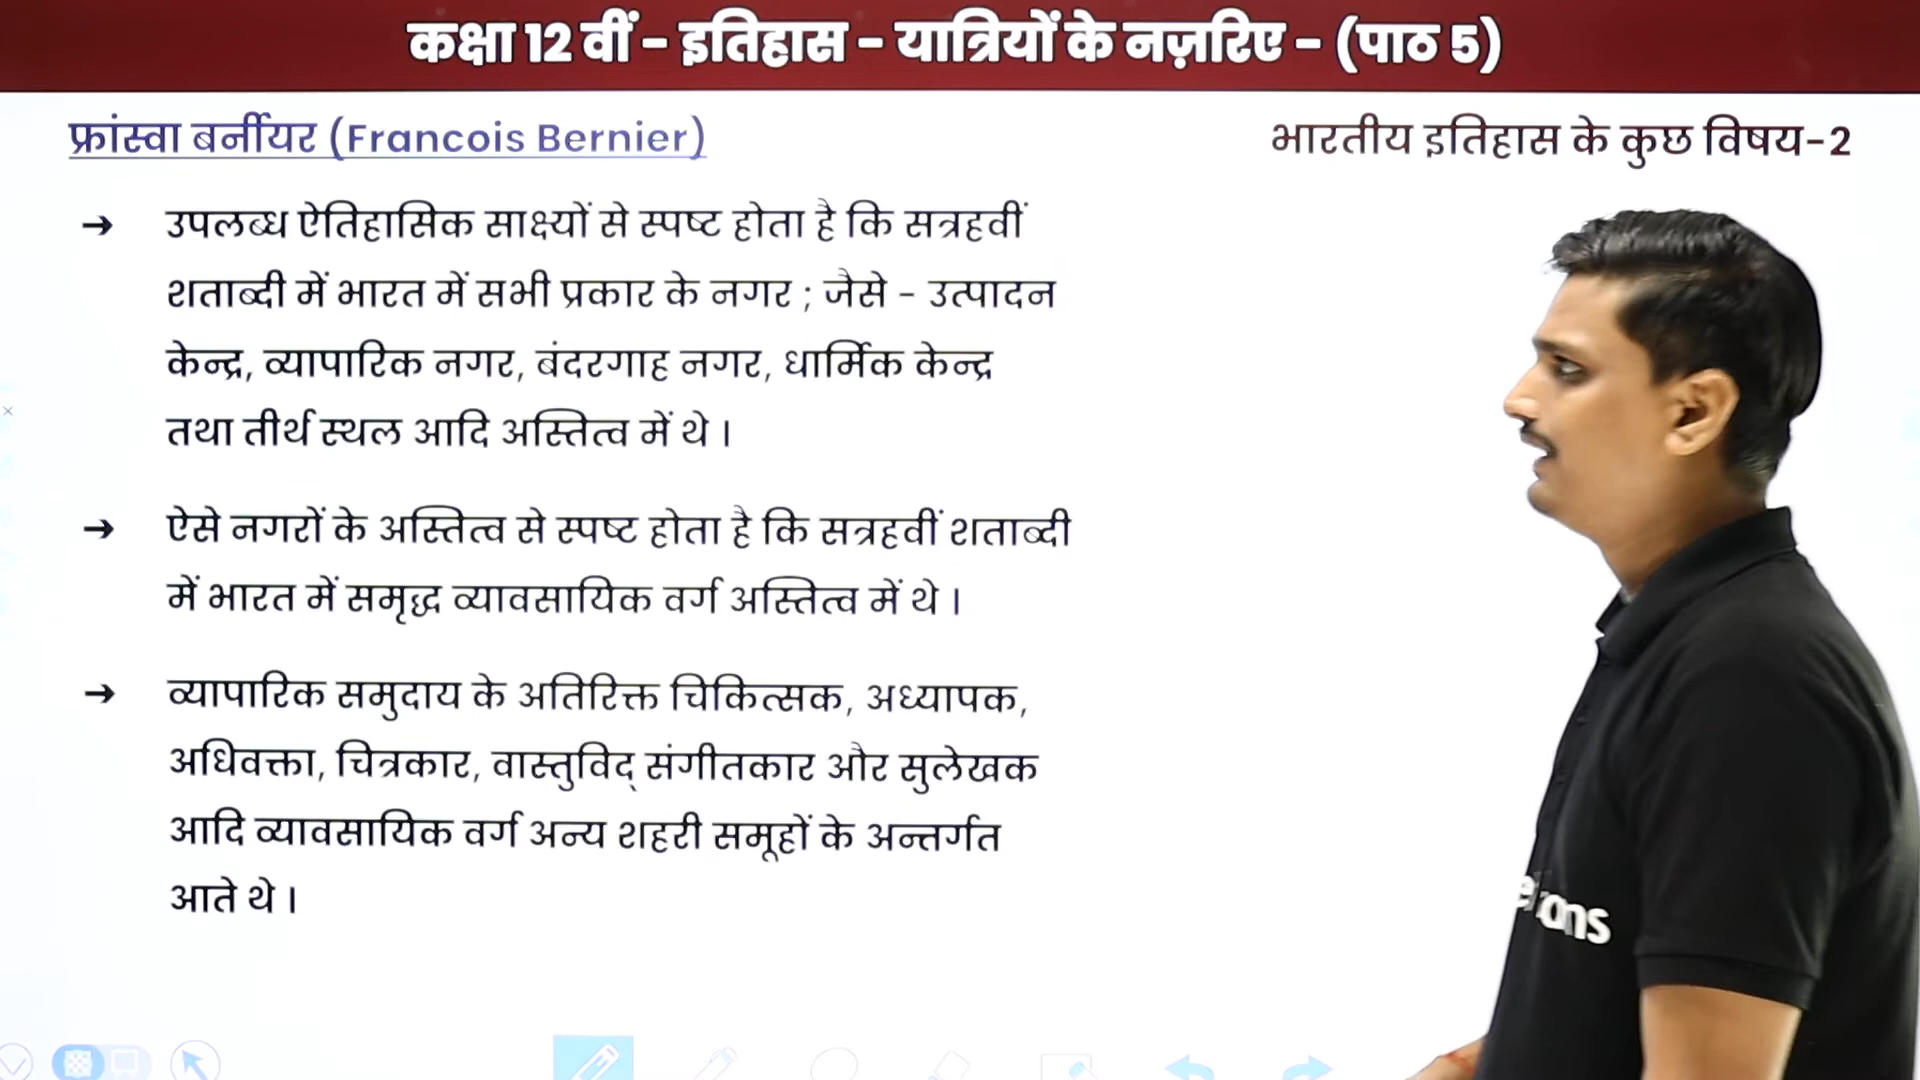 कक्षा 12 वीं - इतिहास - यात्रियों के नज़रिए - (पाठ 5)
फ्रांस्वा बर्नीयर (Francois Bernier)
भारतीय इतिहास के कुछ विषय-2
→ उपलब्ध ऐतिहासिक साक्ष्यों से स्पष्ट होता है कि सत्रहवीं
शताब्दी में भारत में सभी प्रकार के नगर ; जैसे - उत्पादन
केन्द्र, व्यापारिक नगर, बंदरगाह नगर, धार्मिक केन्द्र
तथा तीर्थ स्थल आदि अस्तित्व में थे ।
→ ऐसे नगरों के अस्तित्व से स्पष्ट होता है कि सत्रहवीं शताब्दी
में भारत में समृद्ध व्यावसायिक वर्ग अस्तित्व में थे ।
→ व्यापारिक समुदाय के अतिरिक्त चिकित्सक, अध्यापक,
अधिवक्ता, चित्रकार, वास्तुविद् संगीतकार और सुलेखक
आदि व्यावसायिक वर्ग अन्य शहरी समूहों के अन्तर्गत
आते थे ।